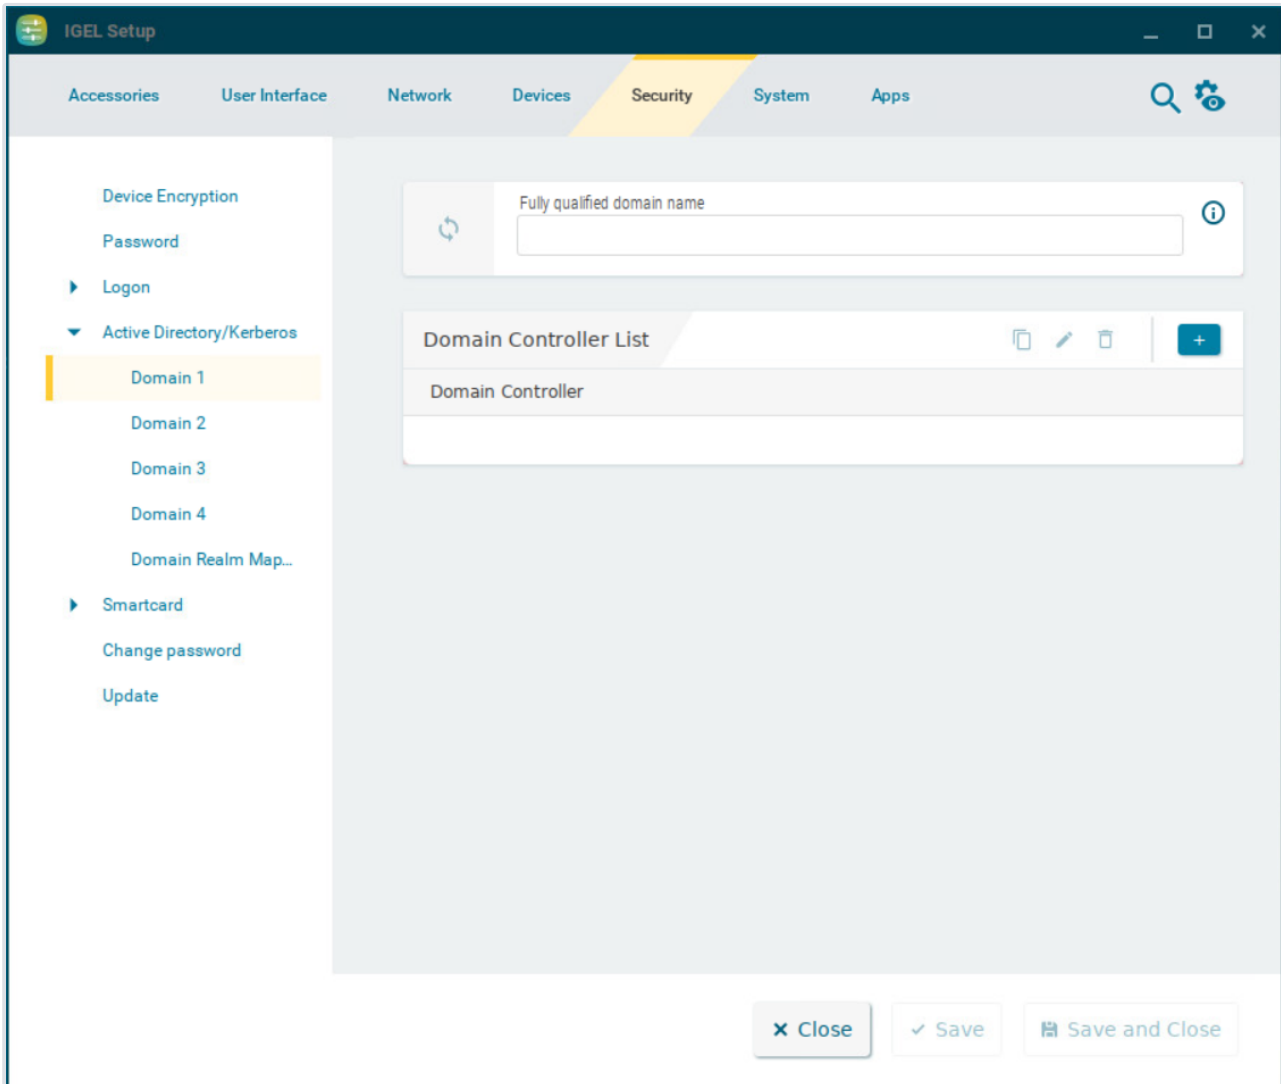 IGEL Setup
Accessories User Interface Network Devices Security System Apps
Device Encryption
Password
Logon
Active Directory/Kerberos
Domain 1
Domain 2
Domain 3
Domain 4
Domain Realm Map...
Smartcard
Change password
Update
Fully qualified domain name
Domain Controller List
Domain Controller
Close Save Save and Close